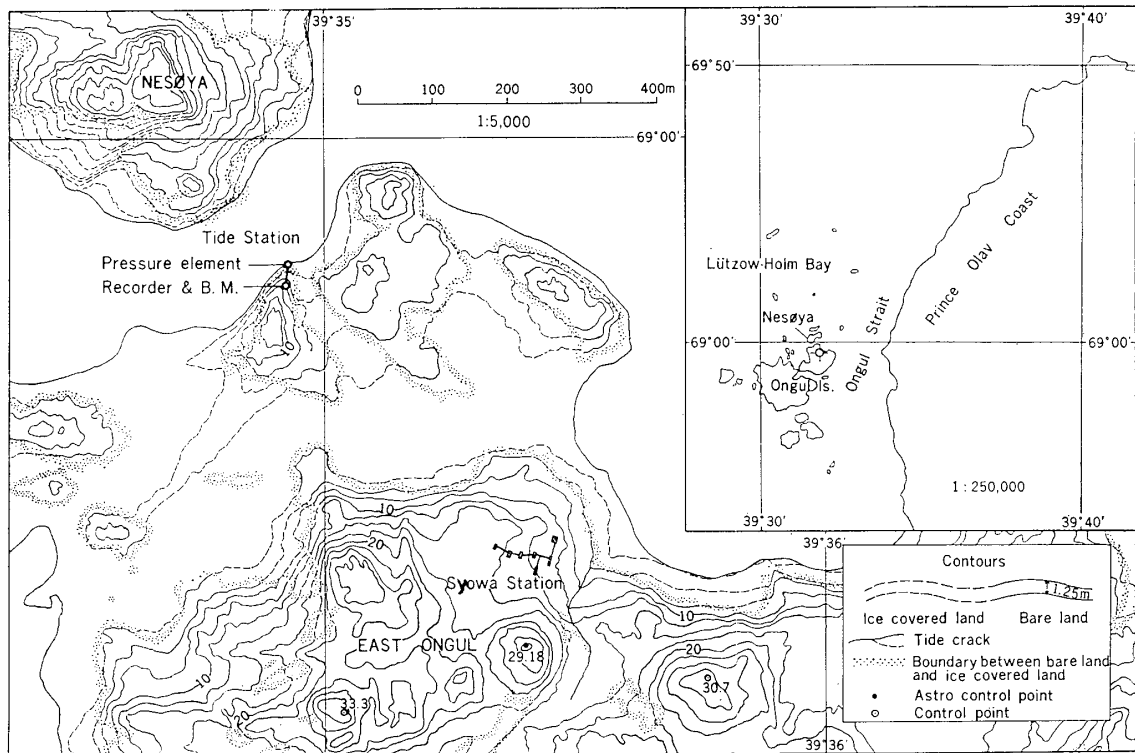 39°35'
39°30'
39°40'
NESØYA
0 100 200 300 400m
1:5,000
69°50'
69°00'
Tide Station
Pressure element
Recorder & B. M.
10
Lützow-Holm Bay
Nesøya
Ongul Is.
Ongul Strait
Prince Olav Coast
69°00'
1 : 250,000
39°30'
39°40'
10
20
Syowa Station
EAST ONGUL
29.18
33.3
10
20
10
20
30.7
39°36'
Contours
1.25m
Ice covered land Bare land
Tide crack
Boundary between bare land
and ice covered land
Astro control point
Control point
39°36'